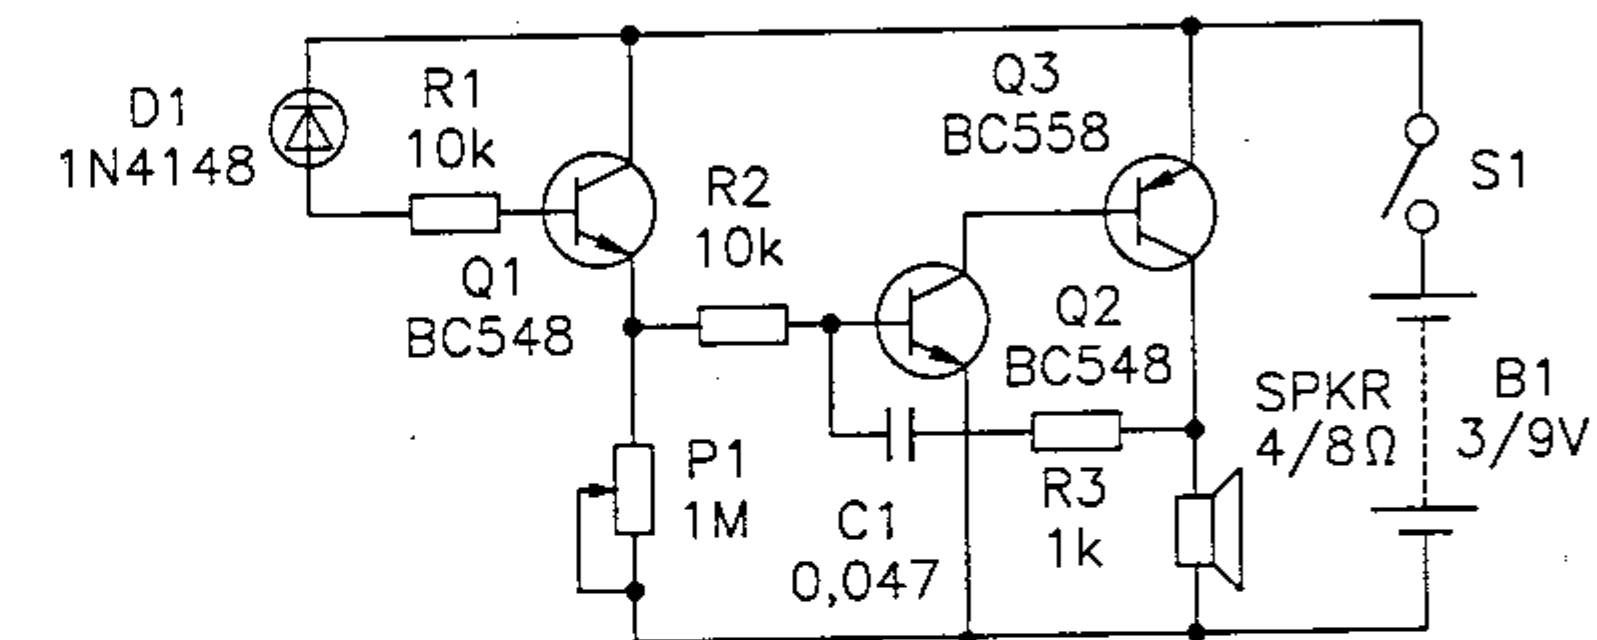 D1
1N4148
R1
10k
Q1
BC548
R2
10k
Q3
BC558
S1
Q2
BC548
SPKR
4/8Ω
B1
3/9V
P1
1M
C1
0,047
R3
1k